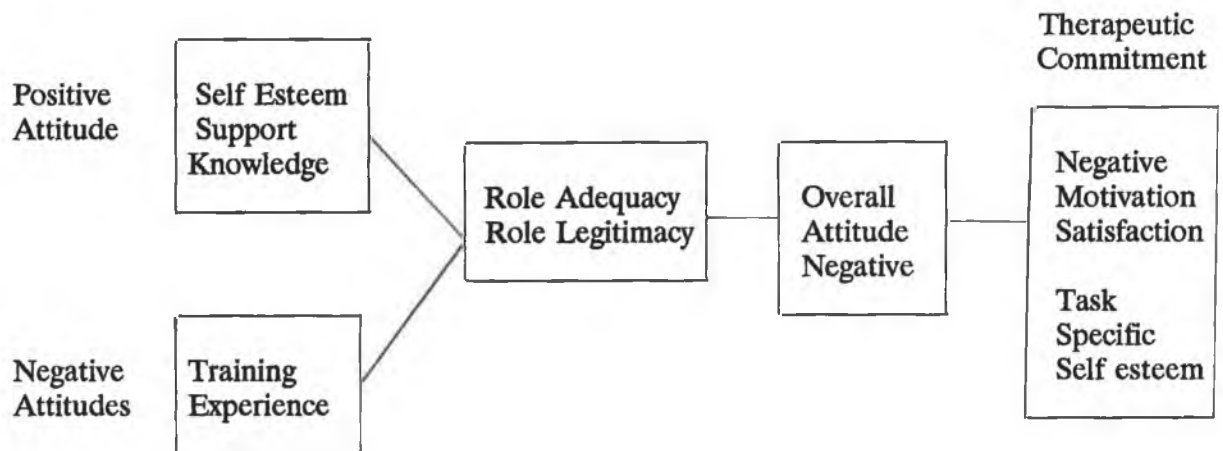 Positive
Attitude
Self Esteem
Support
Knowledge
Negative
Attitudes
Training
Experience
Role Adequacy
Role Legitimacy
Overall
Attitude
Negative
Therapeutic
Commitment
Negative
Motivation
Satisfaction
Task
Specific
Self esteem